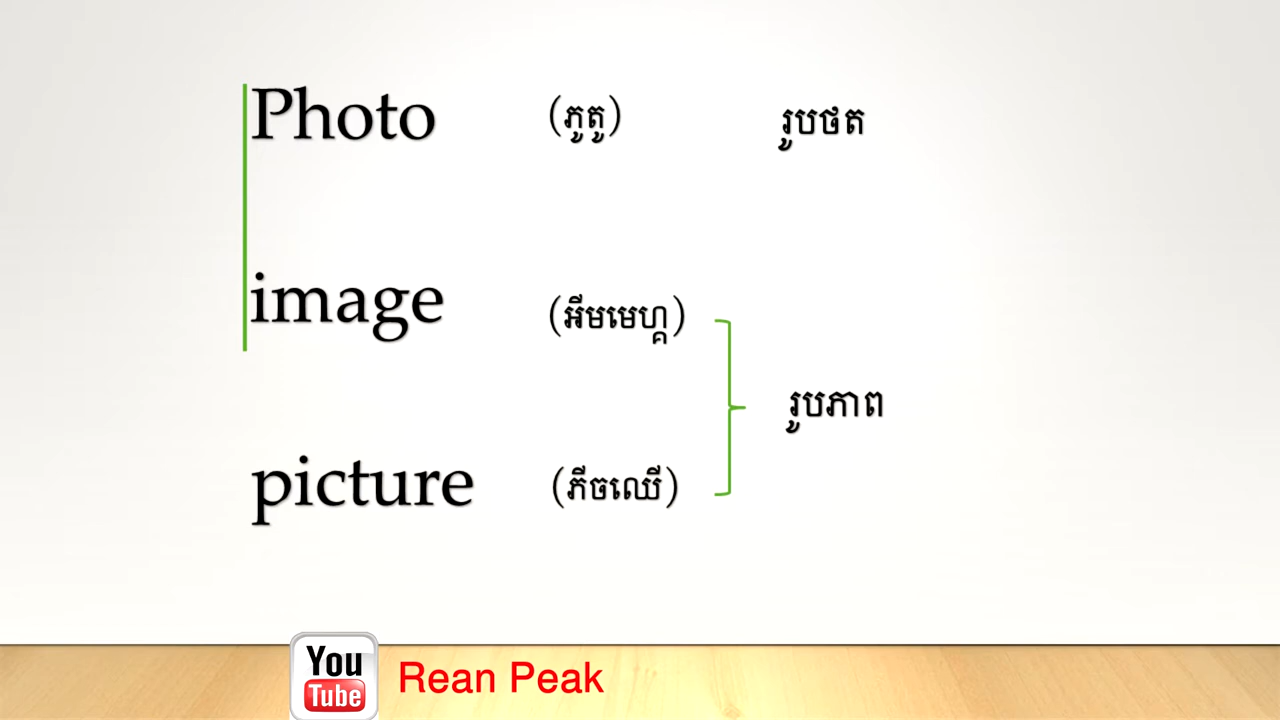 Photo (ភូតូ) រូបថត
image (អីមមេហ្គ)
រូបភាព
picture (ភីចឈើ)
You
Tube Rean Peak